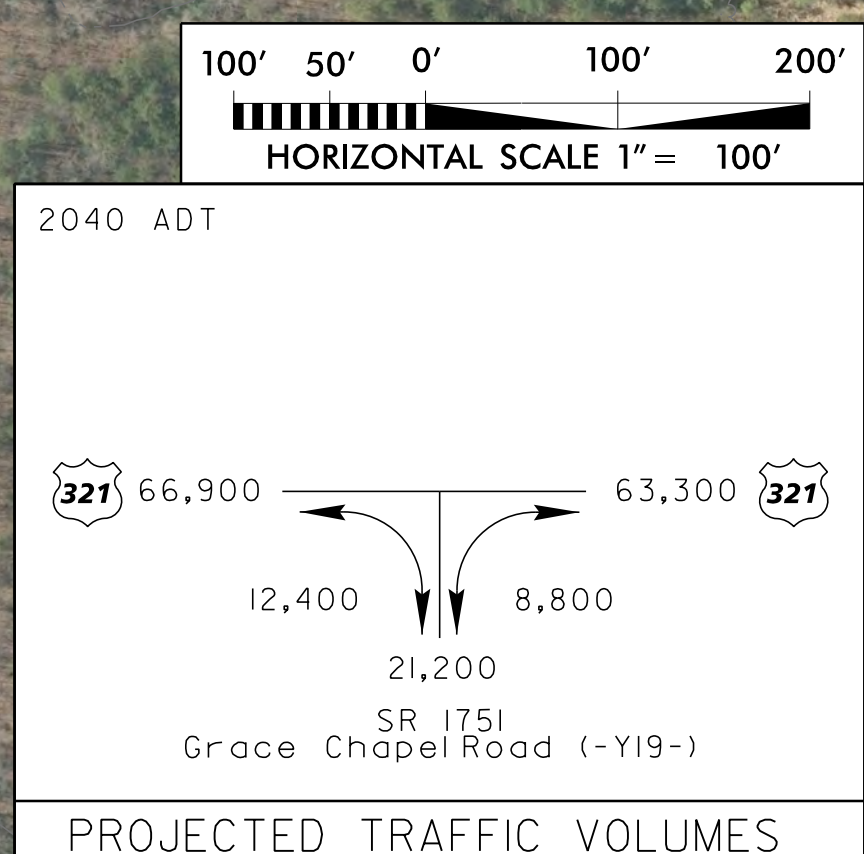 100' 50' 0' 100' 200'
HORIZONTAL SCALE 1" = 100'
2040 ADT
321 66,900 63,300 321
12,400 8,800
21,200
SR 1751
Grace Chapel Road (-Y19-)
PROJECTED TRAFFIC VOLUMES